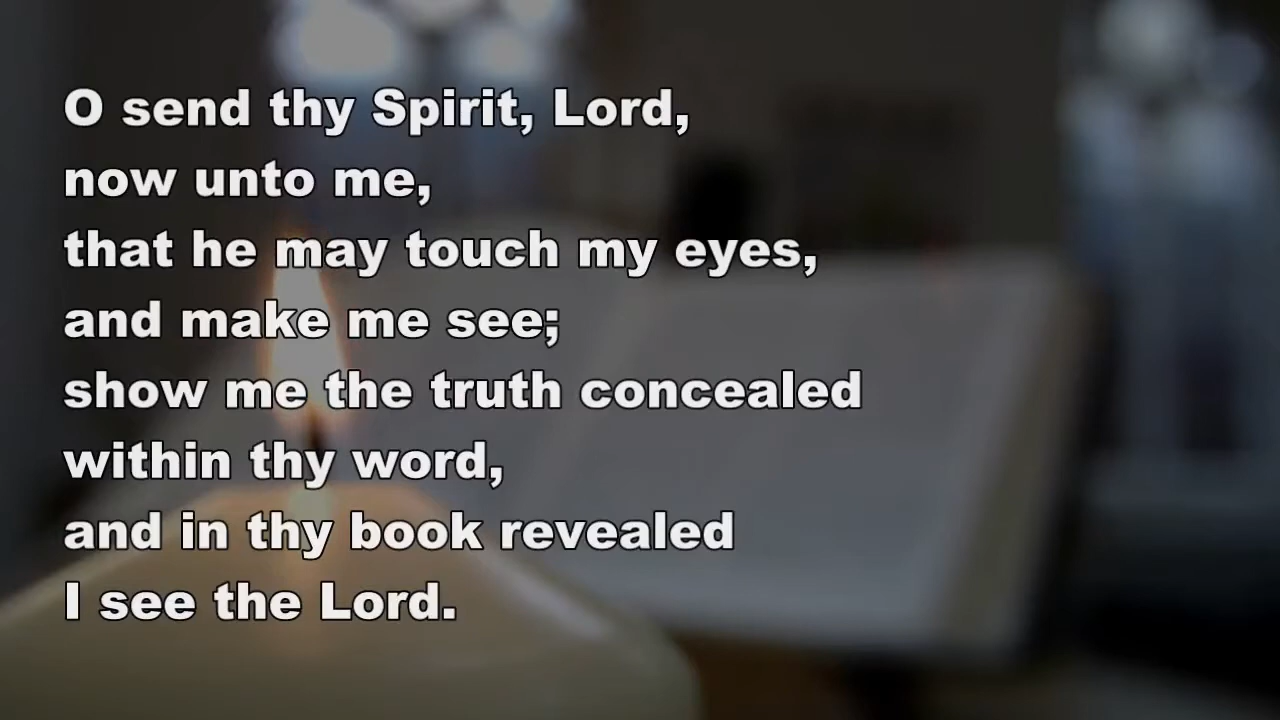 O send thy Spirit, Lord,
now unto me,
that he may touch my eyes,
and make me see;
show me the truth concealed
within thy word,
and in thy book revealed
I see the Lord.